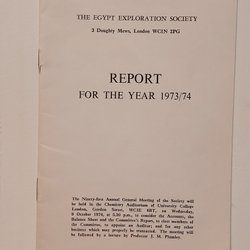 THE EGYPT EXPLORATION SOCIETY
3 Doughty Mews, London WC1N 2PG
REPORT
FOR THE YEAR 1973/74
The Ninety-first Annual General Meeting of the Society will
be held in the Chemistry Auditorium of University College
London, Gordon Street, WC1H 0BT, on Wednesday,
9 October 1974, at 5.30 p.m., to consider the Accounts, the
Balance Sheet and the Committee's Report, to elect members
of the Committee, to appoint an Auditor; and for any other
business which may properly be transacted. The meeting will
be followed by a lecture by Professor J. M. Plumley.